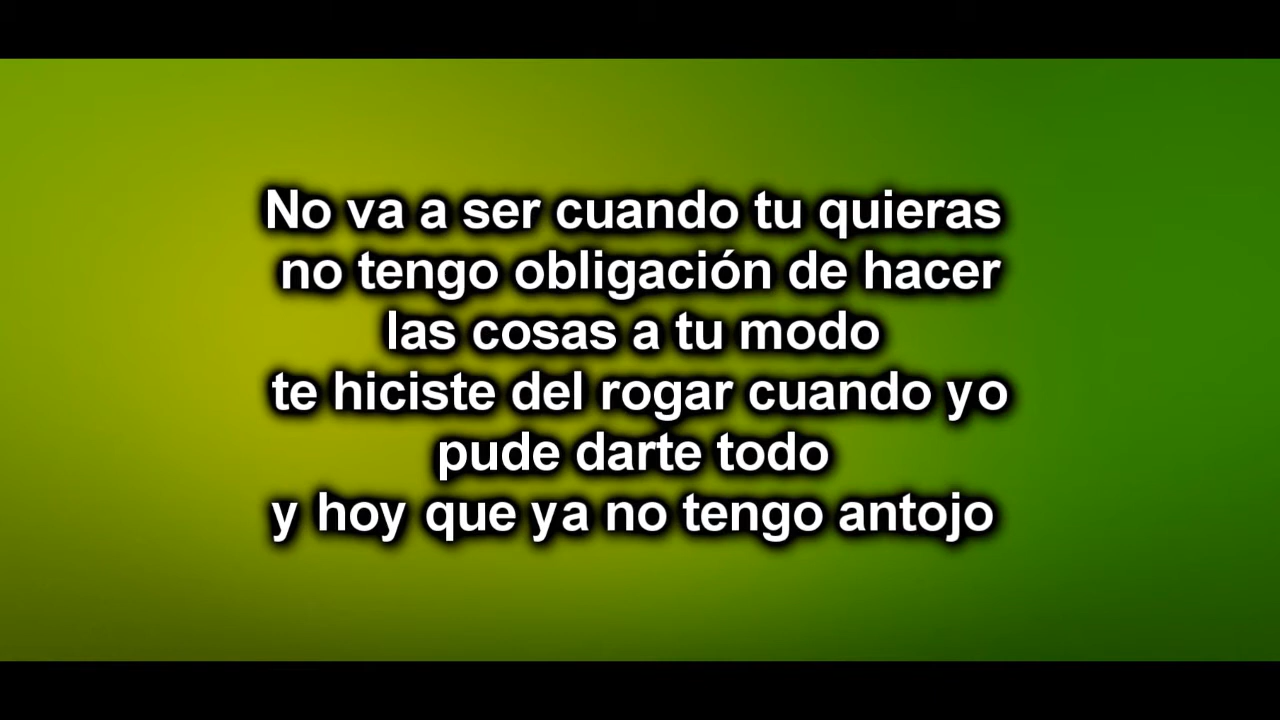 No va a ser cuando tu quieras
no tengo obligación de hacer
las cosas a tu modo
te hiciste del rogar cuando yo
pude darte todo
y hoy que ya no tengo antojo